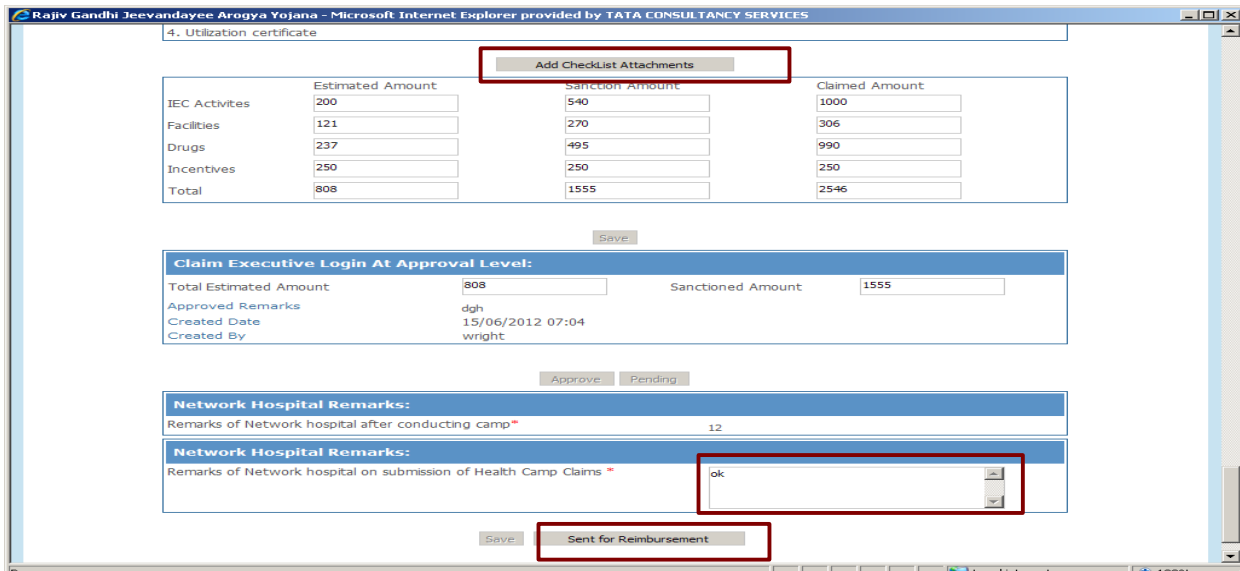 Rajiv Gandhi Jeevandayee Arogya Yojana - Microsoft Internet Explorer provided by TATA CONSULTANCY SERVICES
4. Utilization certificate
Add CheckList Attachments
Estimated Amount Sanction Amount Claimed Amount
IEC Activites 200 540 1000
Facilities 121 270 306
Drugs 237 495 990
Incentives 250 250 250
Total 808 1555 2546
Save
Claim Executive Login At Approval Level:
Total Estimated Amount 808 Sanctioned Amount 1555
Approved Remarks dgh
Created Date 15/06/2012 07:04
Created By wright
Approve Pending
Network Hospital Remarks:
Remarks of Network hospital after conducting camp* 12
Network Hospital Remarks:
Remarks of Network hospital on submission of Health Camp Claims * ok
Save Sent for Reimbursement